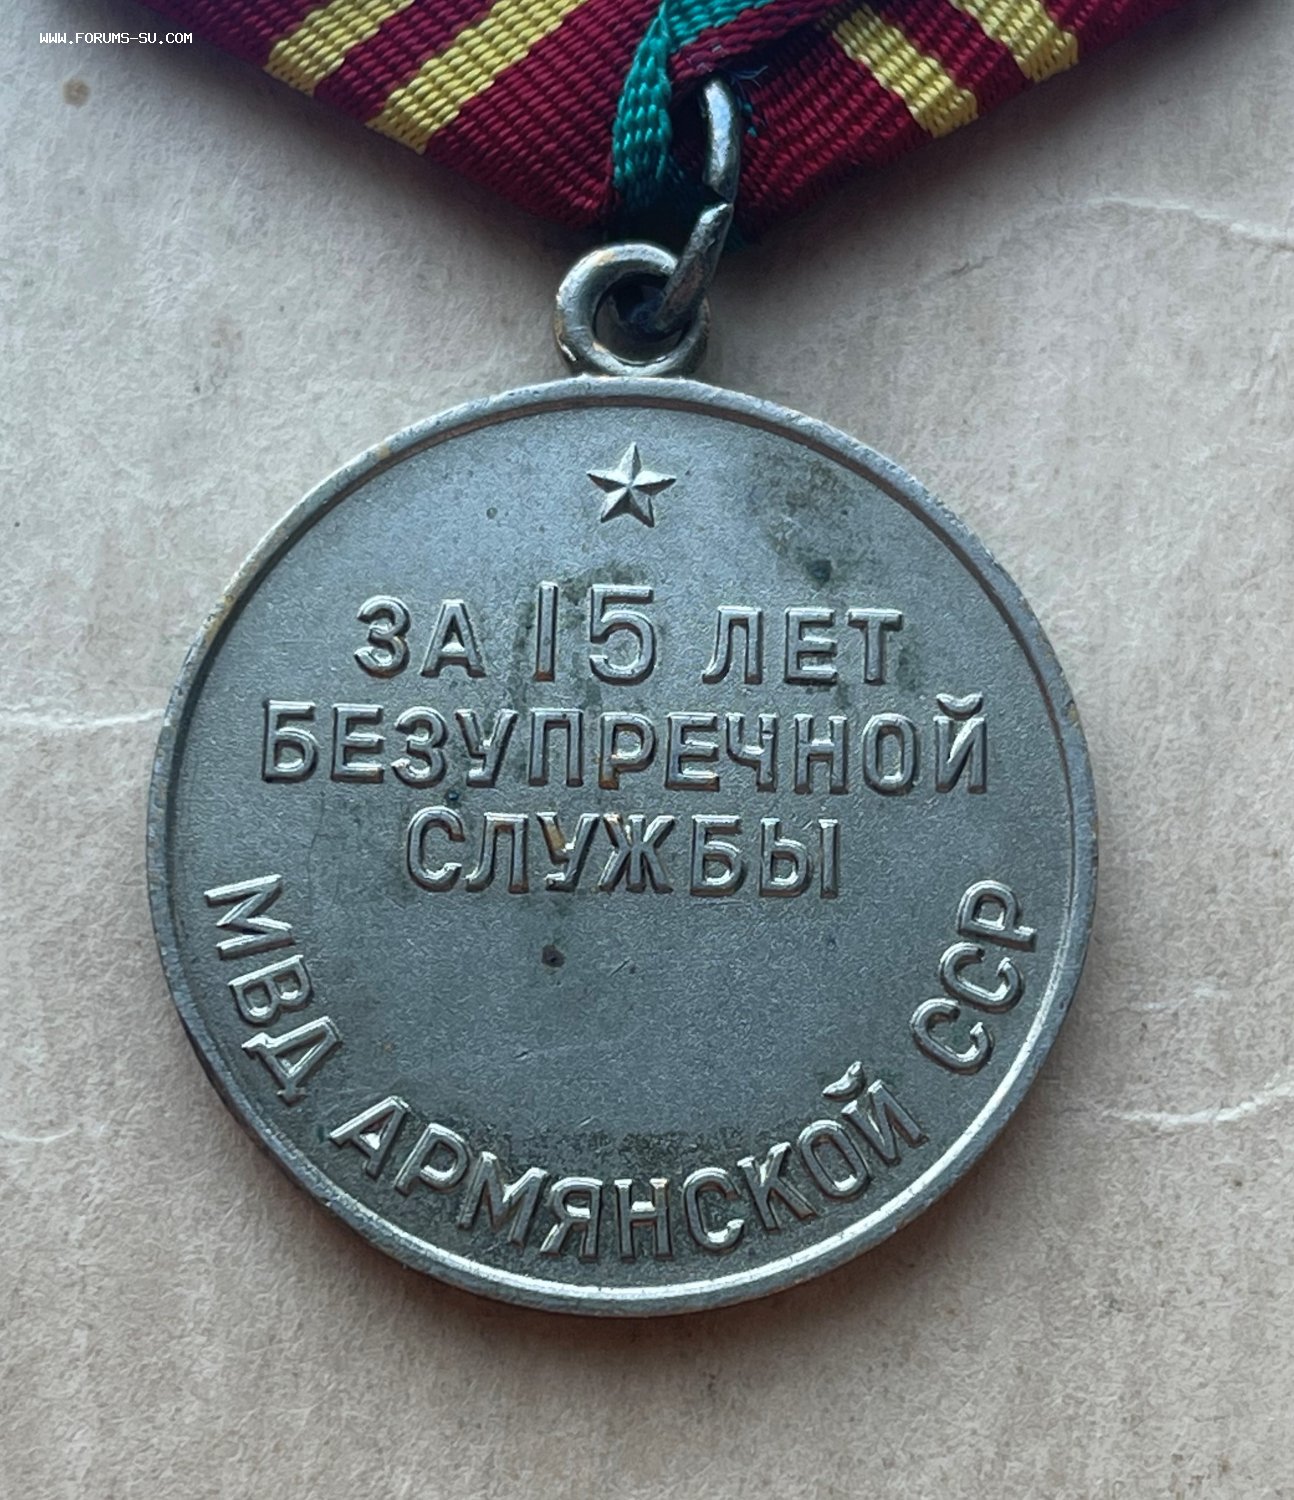 WWW.FORUMS-SU.COM
ЗА 15 ЛЕТ
БЕЗУПРЕЧНОЙ
СЛУЖБЫ
МВД АРМЯНСКОЙ ССР